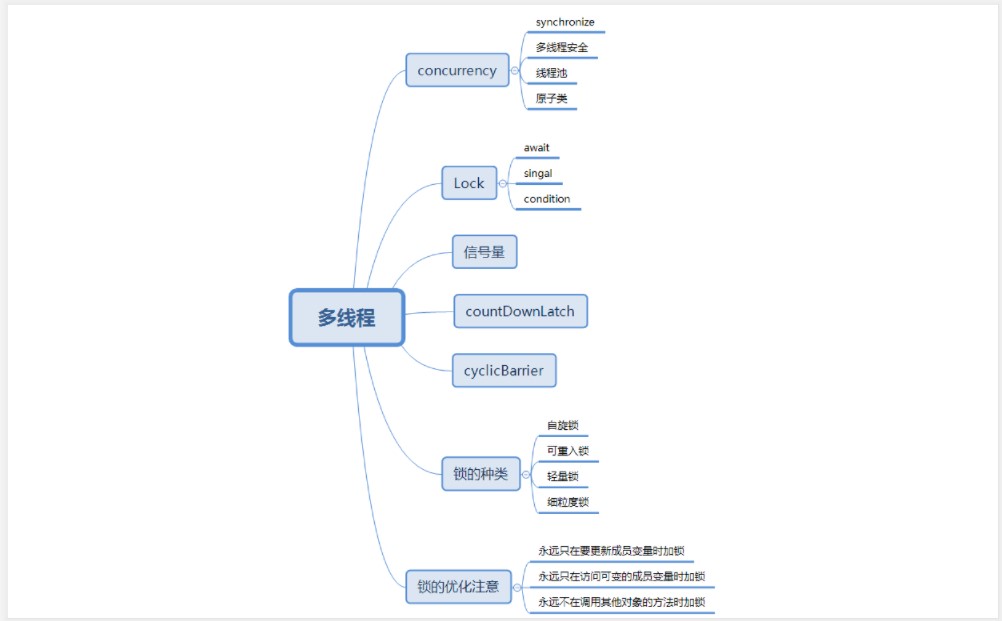 多线程
concurrency
synchronize
多线程安全
线程池
原子类
Lock
await
singal
condition
信号量
countDownLatch
cyclicBarrier
锁的种类
自旋锁
可重入锁
轻量锁
细粒度锁
锁的优化注意
永远只在要更新成员变量时加锁
永远只在访问可变的成员变量时加锁
永远不在调用其他对象的方法时加锁